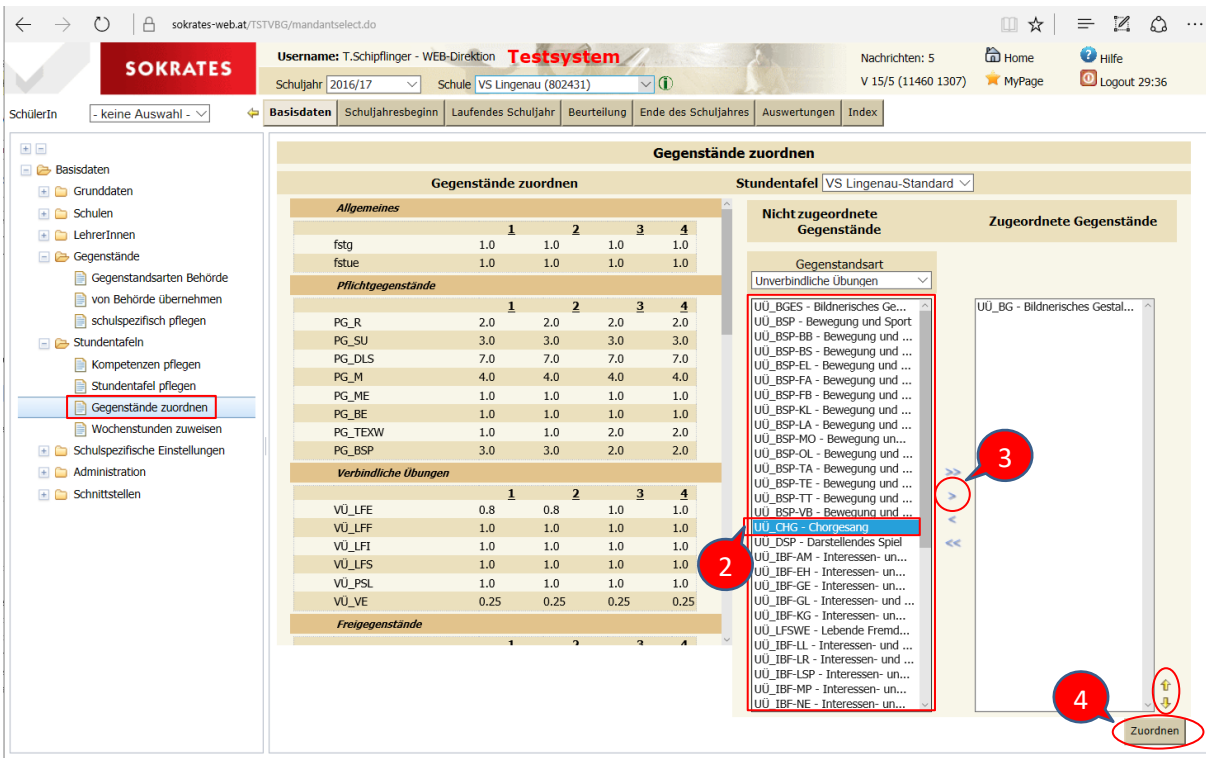 sokrates-web.at/TSTVBG/mandantselect.do
SOKRATES
Username: T.Schipflinger - WEB-Direktion Testsystem
Nachrichten: 5 Home Hilfe
Schuljahr 2016/17 Schule VS Lingenau (802431)
V 15/5 (11460 1307) MyPage Logout 29:36
SchülerIn - keine Auswahl -
Basisdaten Schuljahresbeginn Laufendes Schuljahr Beurteilung Ende des Schuljahres Auswertungen Index
Basisdaten
Grunddaten
Schulen
LehrerInnen
Gegenstände
Gegenstandsarten Behörde
von Behörde übernehmen
schulspezifisch pflegen
Stundentafeln
Kompetenzen pflegen
Stundentafel pflegen
Gegenstände zuordnen
Wochenstunden zuweisen
Schulspezifische Einstellungen
Administration
Schnittstellen
Gegenstände zuordnen
Gegenstände zuordnen
Stundentafel VS Lingenau-Standard
Allgemeines
1 2 3 4
fstg 1.0 1.0 1.0 1.0
fstue 1.0 1.0 1.0 1.0
Pflichtgegenstände
1 2 3 4
PG_R 2.0 2.0 2.0 2.0
PG_SU 3.0 3.0 3.0 3.0
PG_DLS 7.0 7.0 7.0 7.0
PG_M 4.0 4.0 4.0 4.0
PG_ME 1.0 1.0 1.0 1.0
PG_BE 1.0 1.0 1.0 1.0
PG_TEXW 1.0 1.0 2.0 2.0
PG_BSP 3.0 3.0 2.0 2.0
Verbindliche Übungen
1 2 3 4
VÜ_LFE 0.8 0.8 1.0 1.0
VÜ_LFF 1.0 1.0 1.0 1.0
VÜ_LFI 1.0 1.0 1.0 1.0
VÜ_LFS 1.0 1.0 1.0 1.0
VÜ_PSL 1.0 1.0 1.0 1.0
VÜ_VE 0.25 0.25 0.25 0.25
Freigegenstände
1 2 3 4
Nicht zugeordnete
Gegenstände
Zugeordnete Gegenstände
Gegenstandsart
Unverbindliche Übungen
UÜ_BGES - Bildnerisches Ge...
UÜ_BSP - Bewegung und Sport
UÜ_BSP-BB - Bewegung und ...
UÜ_BSP-BS - Bewegung und ...
UÜ_BSP-EL - Bewegung und ...
UÜ_BSP-FA - Bewegung und ...
UÜ_BSP-FB - Bewegung und ...
UÜ_BSP-KL - Bewegung und ...
UÜ_BSP-LA - Bewegung und ...
UÜ_BSP-MO - Bewegung un...
UÜ_BSP-OL - Bewegung und ...
UÜ_BSP-TA - Bewegung und ...
UÜ_BSP-TE - Bewegung und ...
UÜ_BSP-TT - Bewegung und ...
UÜ_BSP-VB - Bewegung und ...
UÜ_CHG - Chorgesang
UÜ_DSP - Darstellendes Spiel
UÜ_IBF-AM - Interessen- un...
UÜ_IBF-EH - Interessen- un...
UÜ_IBF-GE - Interessen- un...
UÜ_IBF-GL - Interessen- und ...
UÜ_IBF-KG - Interessen- un...
UÜ_LFSWE - Lebende Fremd...
UÜ_IBF-LL - Interessen- und ...
UÜ_IBF-LR - Interessen- und ...
UÜ_IBF-LSP - Interessen- un...
UÜ_IBF-MP - Interessen- un...
UÜ_IBF-NE - Interessen- un...
>>
>
<
<<
UÜ_BG - Bildnerisches Gestal...
2
3
4
Zuordnen